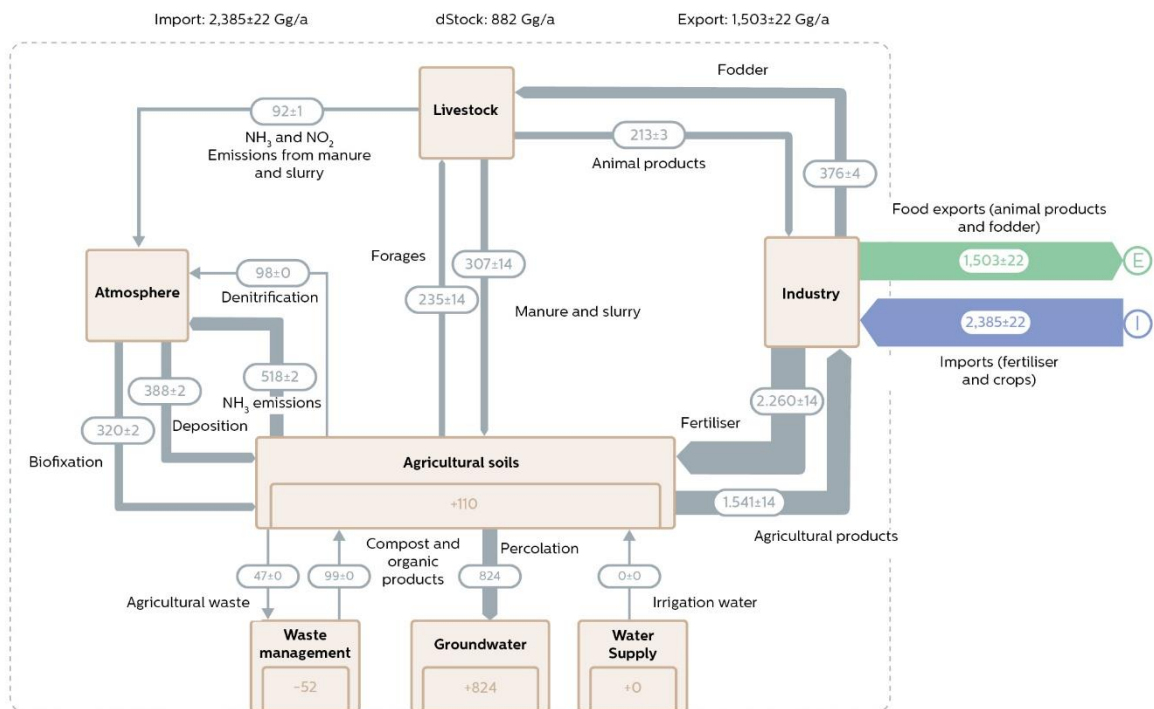 Import: 2,385±22 Gg/a
dStock: 882 Gg/a
Export: 1,503±22 Gg/a
Fodder
Livestock
92±1
NH₃ and NO₂
Emissions from manure
and slurry
213±3
Animal products
376±4
Food exports (animal products
and fodder)
1,503±22
E
Atmosphere
98±0
Denitrification
Forages
235±14
307±14
Manure and slurry
Industry
2,385±22
I
Imports (fertiliser
and crops)
518±2
NH₃ emissions
388±2
Deposition
320±2
Biofixation
2.260±14
Fertiliser
Agricultural soils
+110
1.541±14
Agricultural products
47±0
Agricultural waste
99±0
Compost and
organic
products
Percolation
824
0±0
Irrigation water
Waste
management
-52
Groundwater
+824
Water
Supply
+0